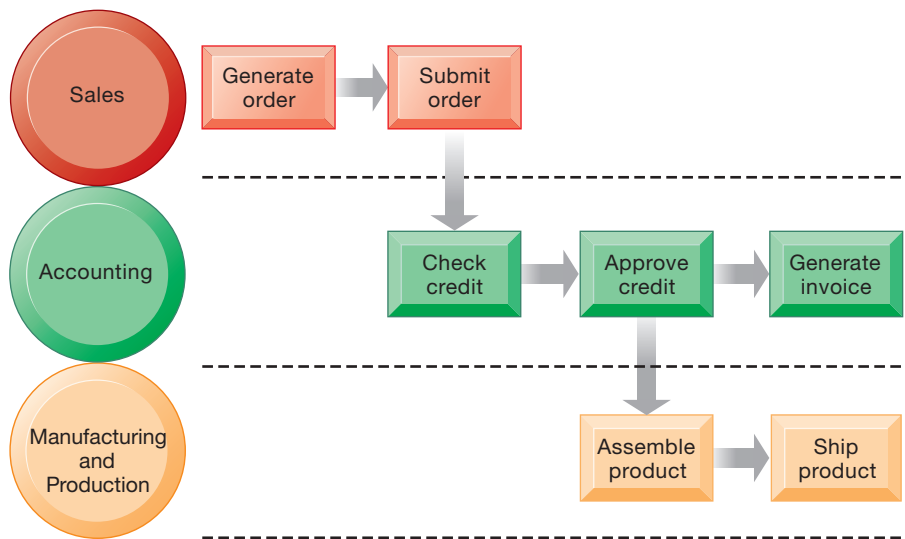 Sales
Generate
order
Submit
order
Accounting
Check
credit
Approve
credit
Generate
invoice
Manufacturing
and
Production
Assemble
product
Ship
product